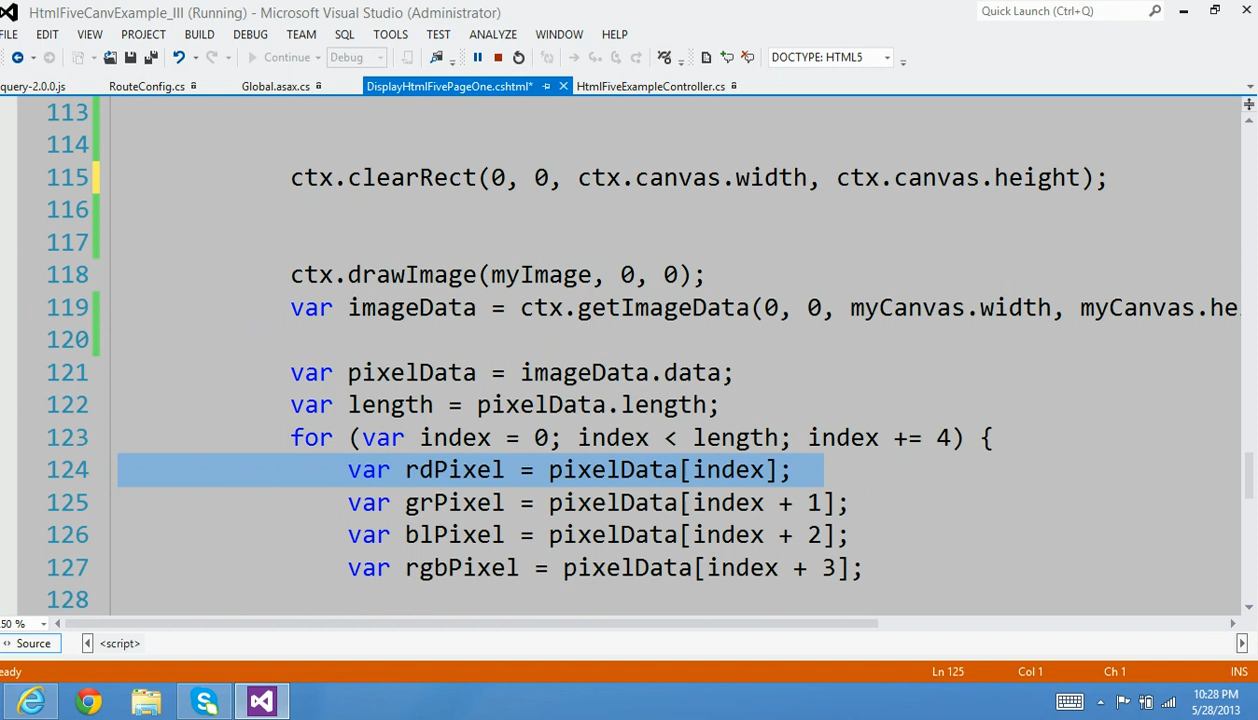 HtmlFiveCanvExample_III (Running) - Microsoft Visual Studio (Administrator)
Quick Launch (Ctrl+Q)
FILE EDIT VIEW PROJECT BUILD DEBUG TEAM SQL TOOLS TEST ANALYZE WINDOW HELP
Continue Debug DOCTYPE: HTML5
query-2.0.0.js RouteConfig.cs Global.asax.cs DisplayHtmlFivePageOne.cshtml* HtmlFiveExampleController.cs
113
114
115 ctx.clearRect(0, 0, ctx.canvas.width, ctx.canvas.height);
116
117
118 ctx.drawImage(myImage, 0, 0);
119 var imageData = ctx.getImageData(0, 0, myCanvas.width, myCanvas.he
120
121 var pixelData = imageData.data;
122 var length = pixelData.length;
123 for (var index = 0; index < length; index += 4) {
124 var rdPixel = pixelData[index];
125 var grPixel = pixelData[index + 1];
126 var blPixel = pixelData[index + 2];
127 var rgbPixel = pixelData[index + 3];
128
50 %
Source <script>
eady Ln 125 Col 1 Ch 1 INS
10:28 PM
5/28/2013